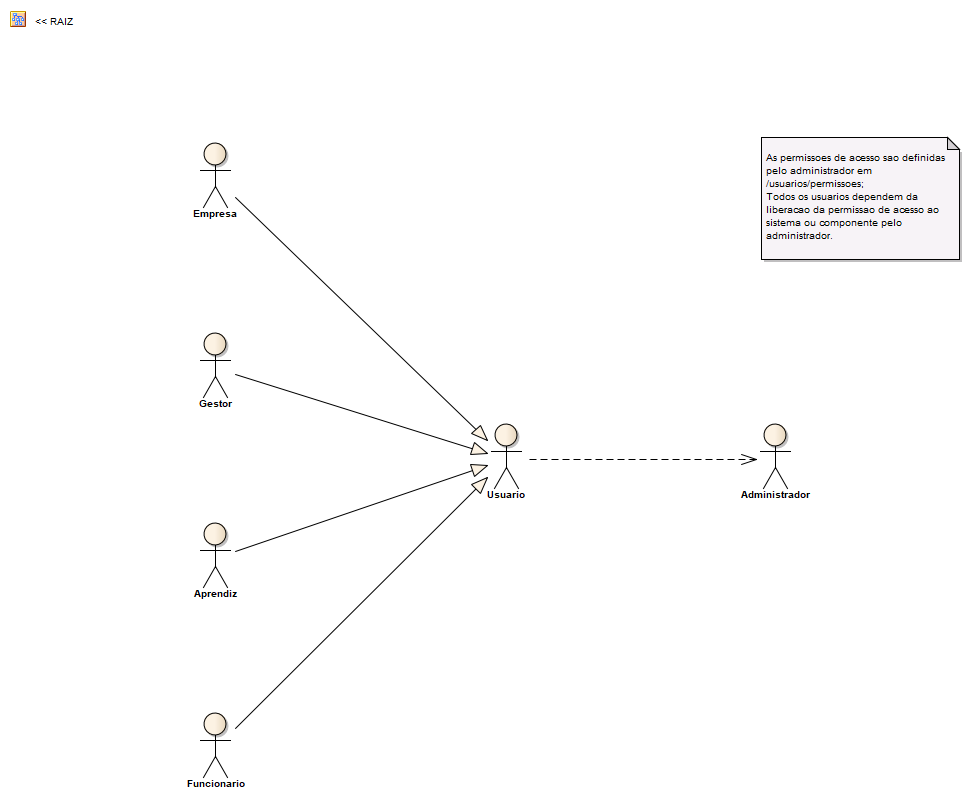 << RAIZ
As permissoes de acesso sao definidas
pelo administrador em
/usuarios/permissoes;
Todos os usuarios dependem da
liberacao da permissao de acesso ao
sistema ou componente pelo
administrador.
Empresa
Gestor
Usuario
Administrador
Aprendiz
Funcionario